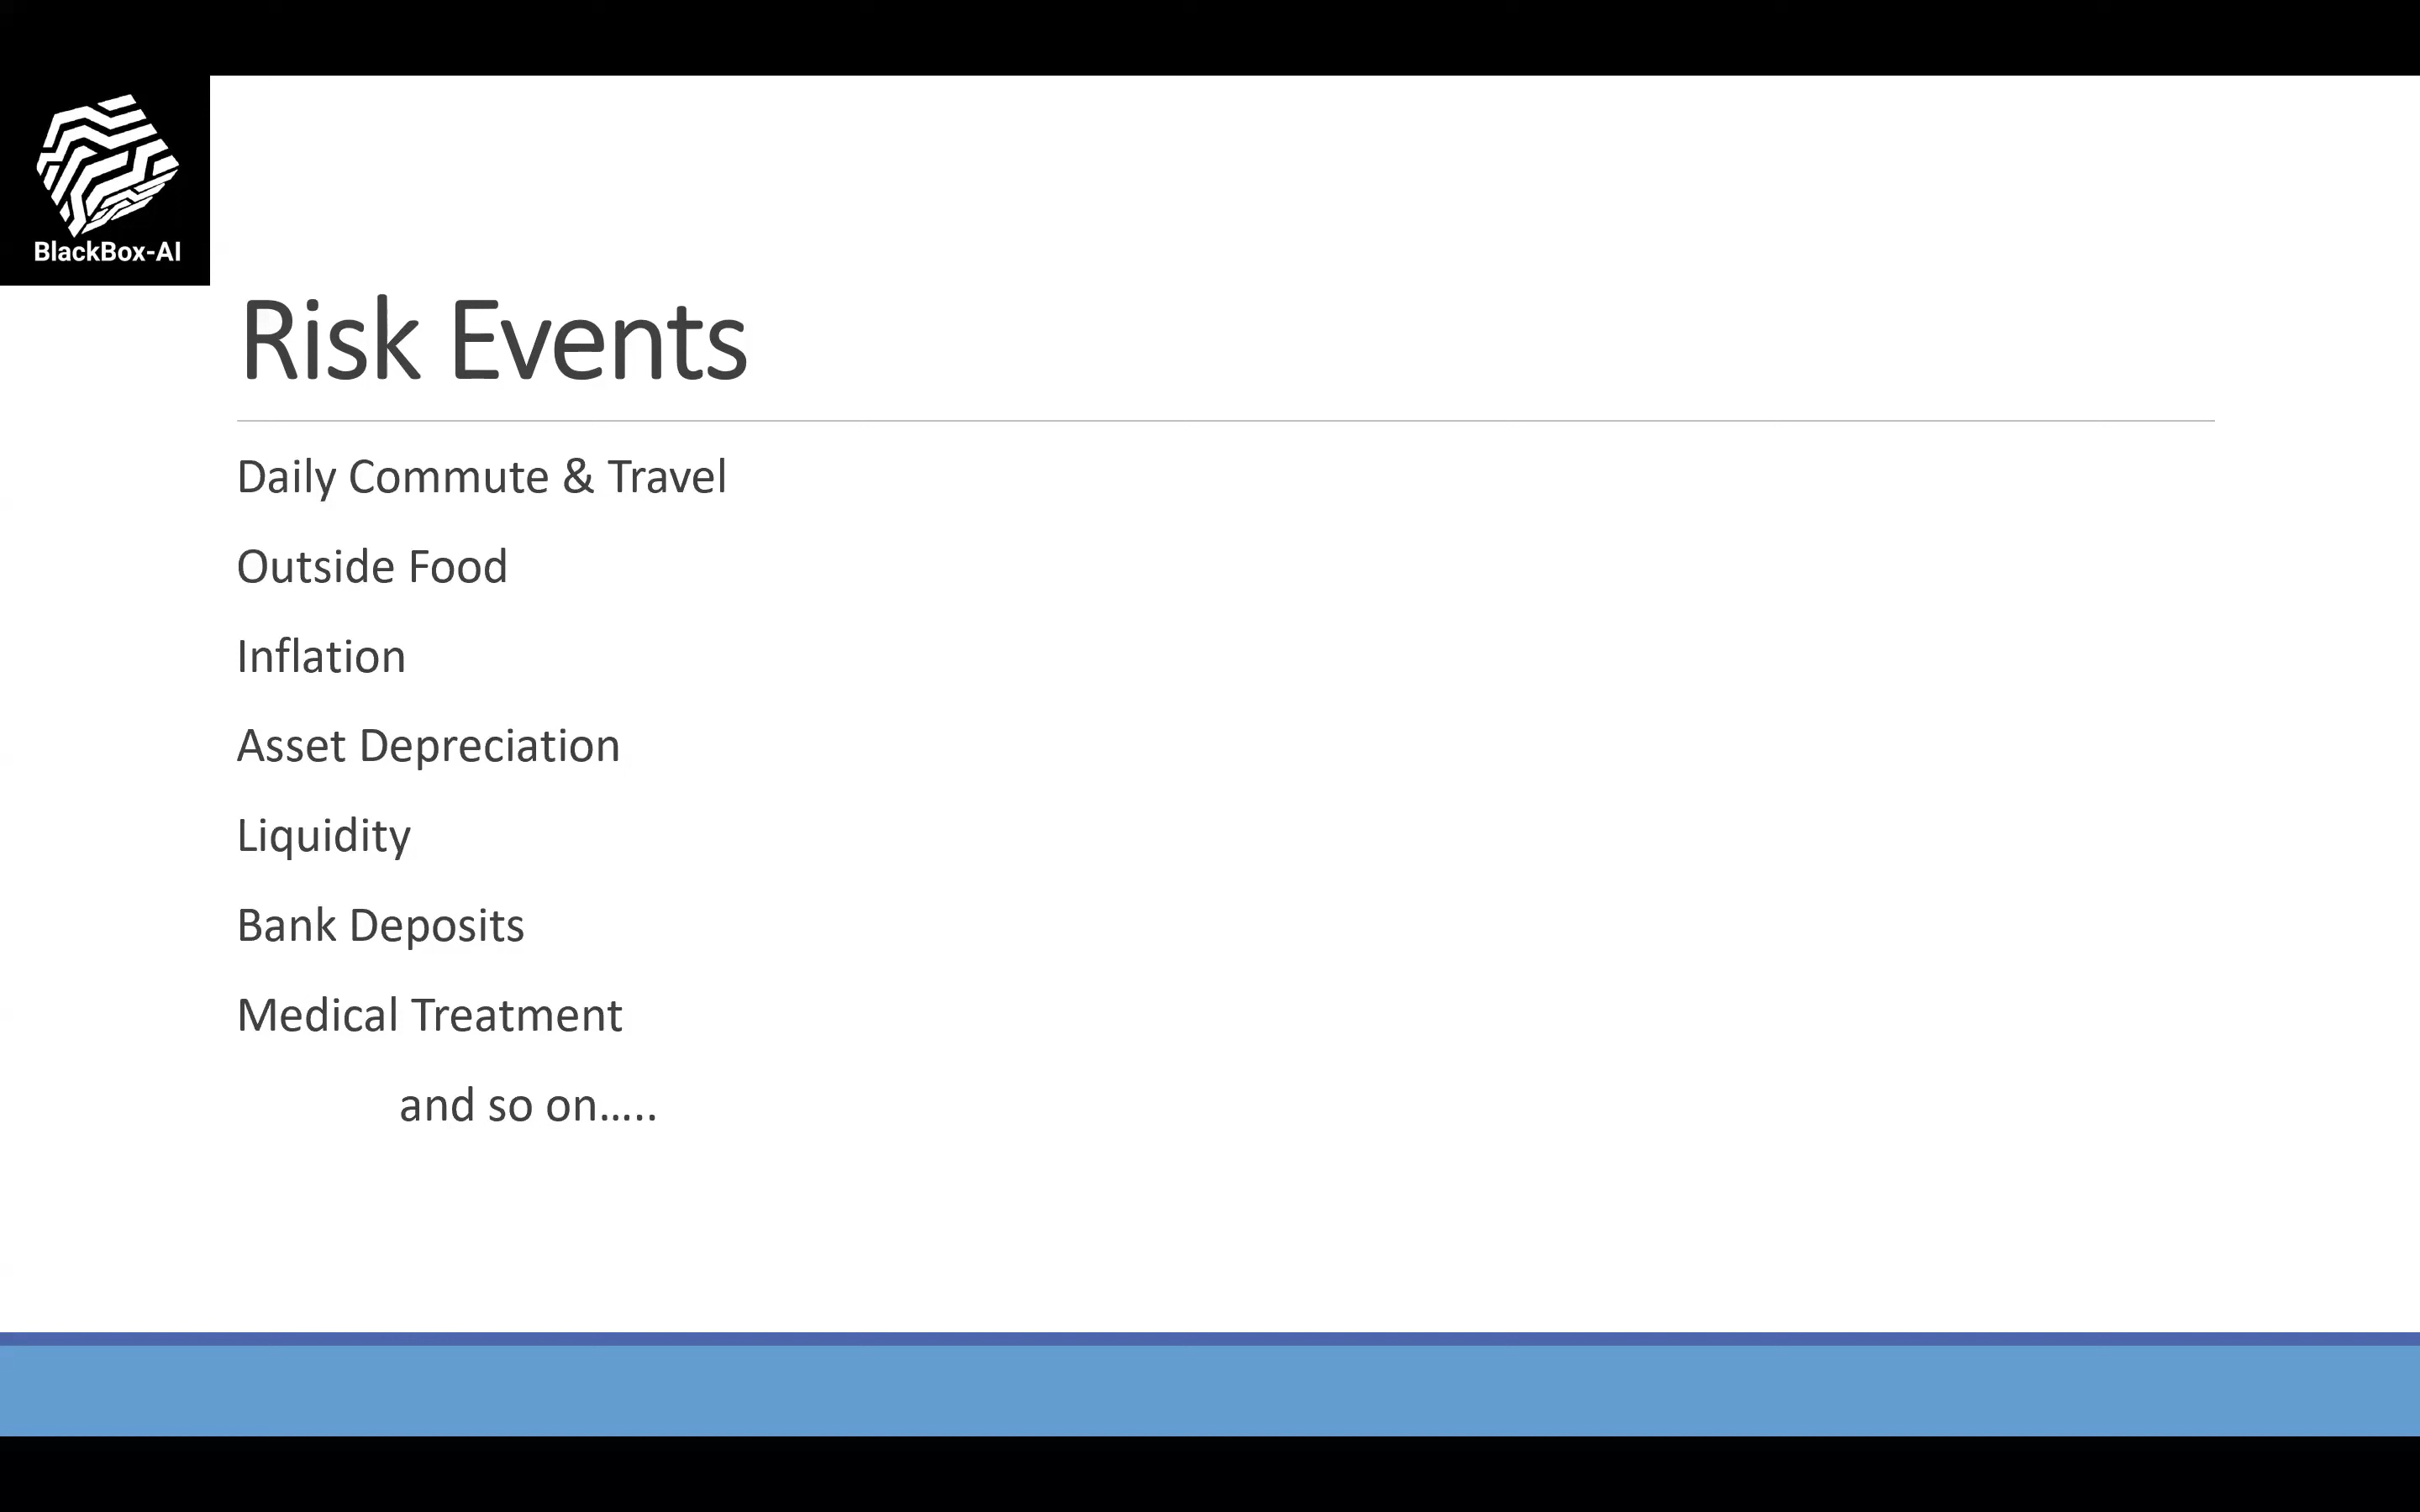 BlackBox-AI
Risk Events
Daily Commute & Travel
Outside Food
Inflation
Asset Depreciation
Liquidity
Bank Deposits
Medical Treatment
and so on.....